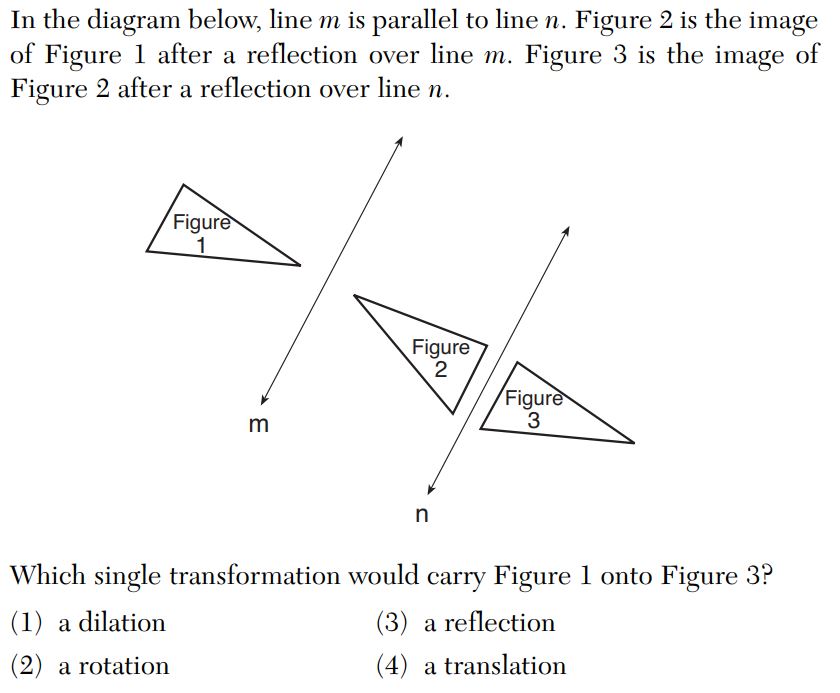 In the diagram below, line m is parallel to line n. Figure 2 is the image
of Figure 1 after a reflection over line m. Figure 3 is the image of
Figure 2 after a reflection over line n.
Figure
1
m
Figure
2
Figure
3
n
Which single transformation would carry Figure 1 onto Figure 3?
(1) a dilation
(3) a reflection
(2) a rotation
(4) a translation